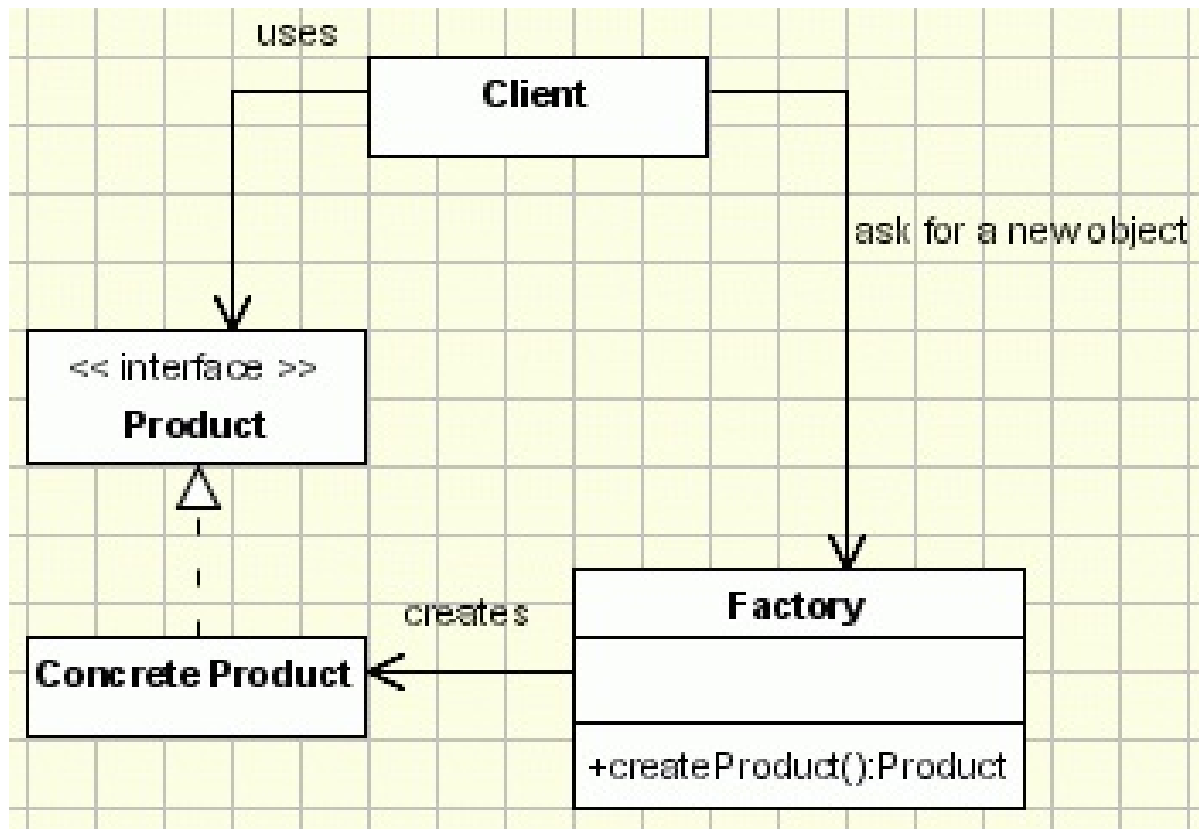 uses
Client
ask for a new object
<< interface >>
Product
creates
Factory
Concrete Product
+createProduct():Product